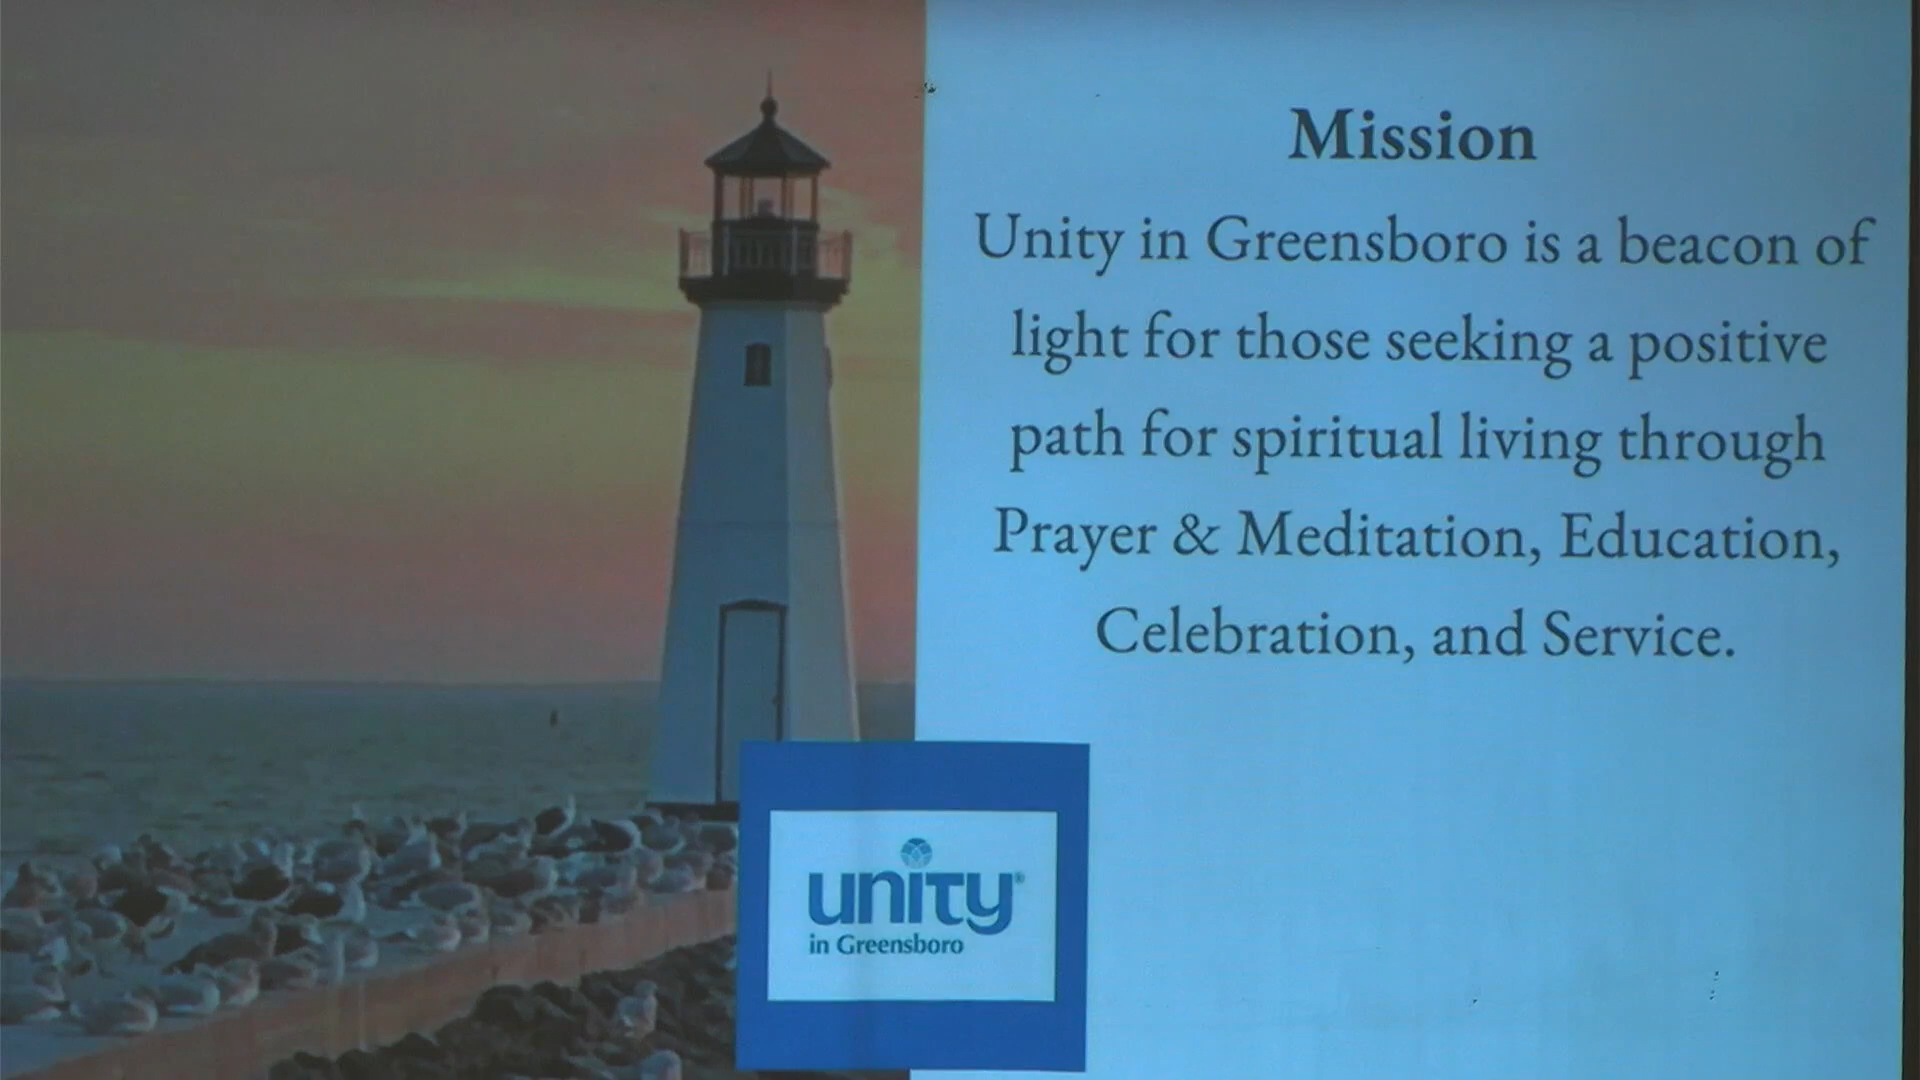 Mission
Unity in Greensboro is a beacon of
light for those seeking a positive
path for spiritual living through
Prayer & Meditation, Education,
Celebration, and Service.
unity®
in Greensboro